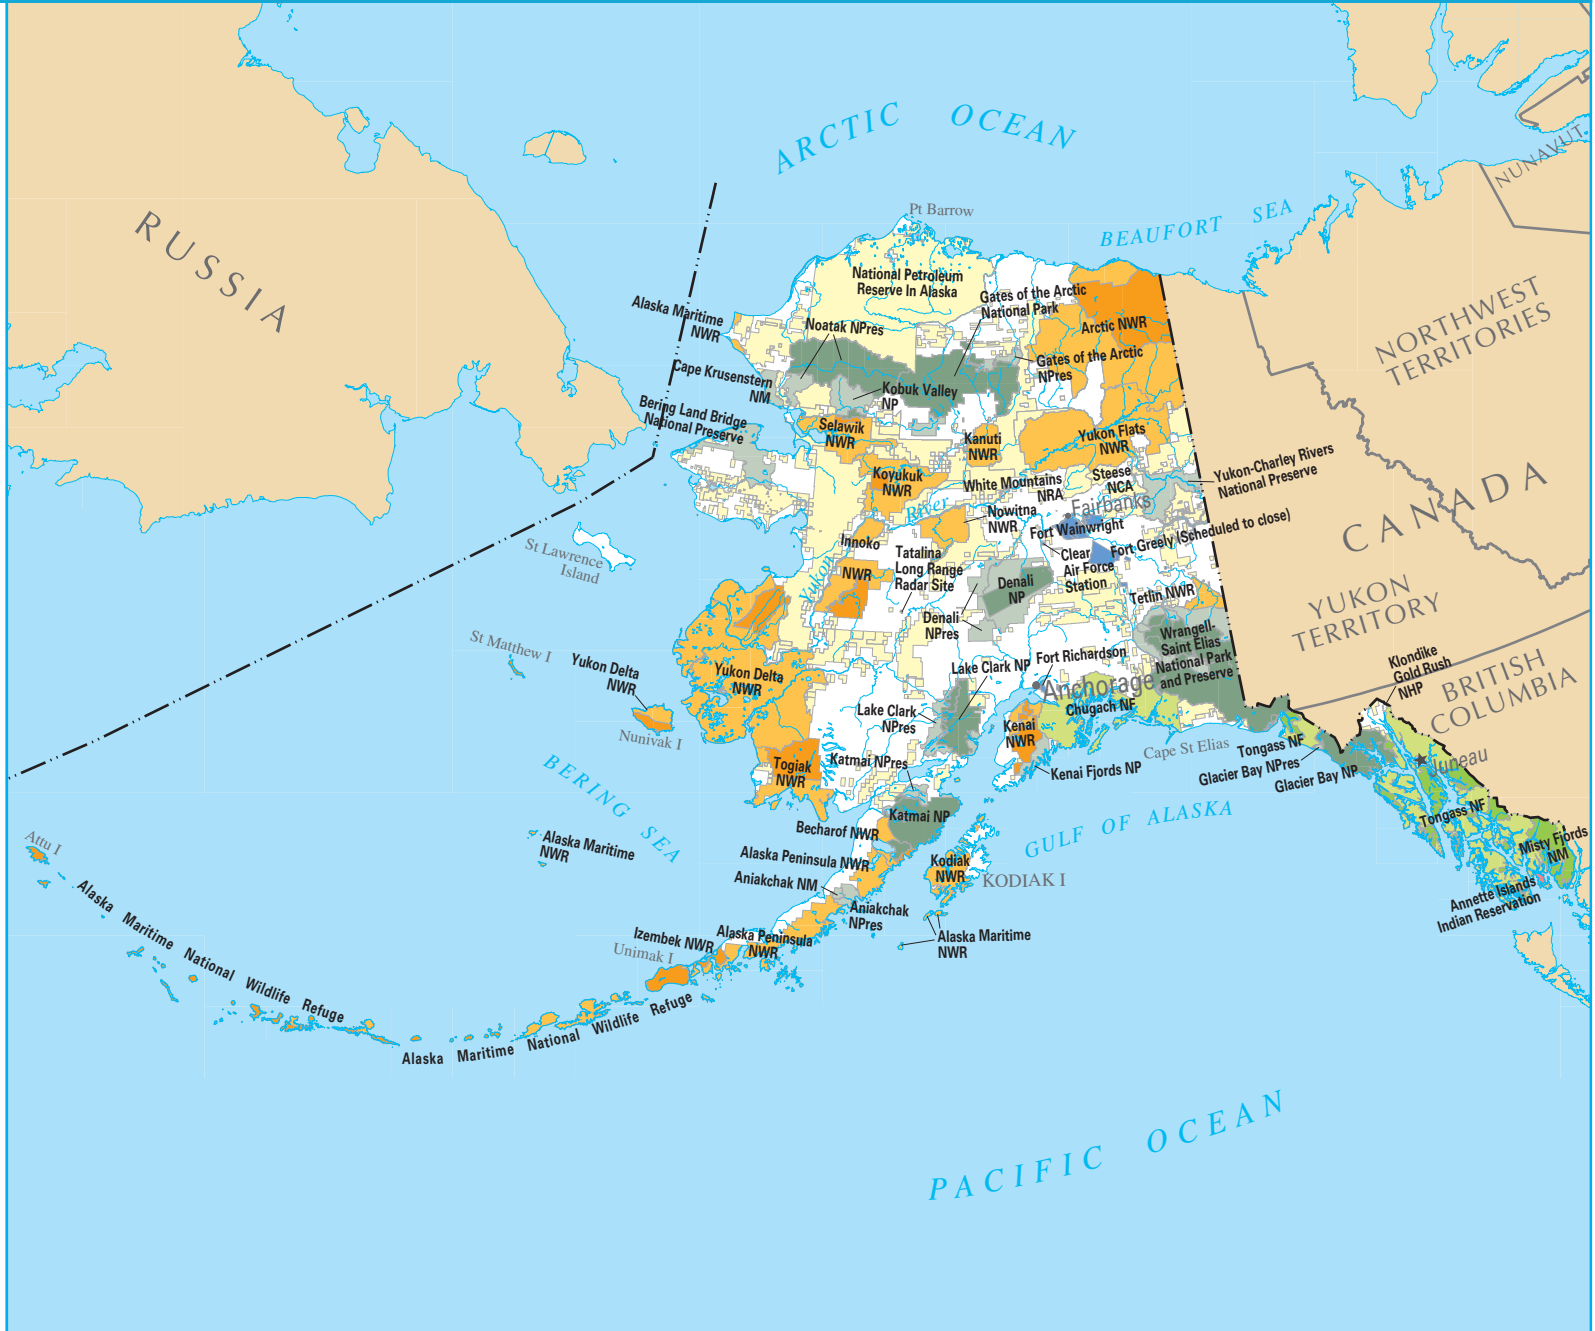 ARCTIC OCEAN
RUSSIA
Pt Barrow
BEAUFORT SEA
NUNAVUT
NORTHWEST
TERRITORIES
National Petroleum
Reserve In Alaska
Gates of the Arctic
National Park
Alaska Maritime
NWR
Noatak NPres
Arctic NWR
Gates of the Arctic
NPres
Cape Krusenstern
NM
Kobuk Valley
NP
Bering Land Bridge
National Preserve
Selawik
NWR
Kanuti
NWR
Yukon Flats
NWR
Koyukuk
NWR
White Mountains
NRA
Steese
NCA
Yukon-Charley Rivers
National Preserve
CANADA
Yukon
River
Nowitna
NWR
Fairbanks
Fort Wainwright
Fort Greely (Scheduled to close)
St Lawrence
Island
Innoko
NWR
Tatalina
Long Range
Radar Site
Clear
Air Force
Station
Denali
NP
Denali
NPres
Tetlin NWR
YUKON
TERRITORY
St Matthew I
Yukon Delta
NWR
Yukon Delta
NWR
Wrangell-
Saint Elias
National Park
and Preserve
Lake Clark NP
Fort Richardson
Anchorage
Chugach NF
Klondike
Gold Rush
NHP
BRITISH
COLUMBIA
Nunivak I
Lake Clark
NPres
Kenai
NWR
Cape St Elias
Tongass NF
Glacier Bay NPres
Glacier Bay NP
Juneau
BERING SEA
Togiak
NWR
Katmai NPres
Kenai Fjords NP
GULF OF ALASKA
Katmai NP
Becharof NWR
Tongass NF
Misty Fjords
NM
Attu I
Alaska Maritime
NWR
Alaska Peninsula NWR
Kodiak
NWR
KODIAK I
Aniakchak NM
Aniakchak
NPres
Annette Islands
Indian Reservation
Alaska Maritime National Wildlife Refuge
Izembek NWR
Unimak I
Alaska Peninsula
NWR
Alaska Maritime
NWR
Alaska Maritime National Wildlife Refuge
PACIFIC OCEAN